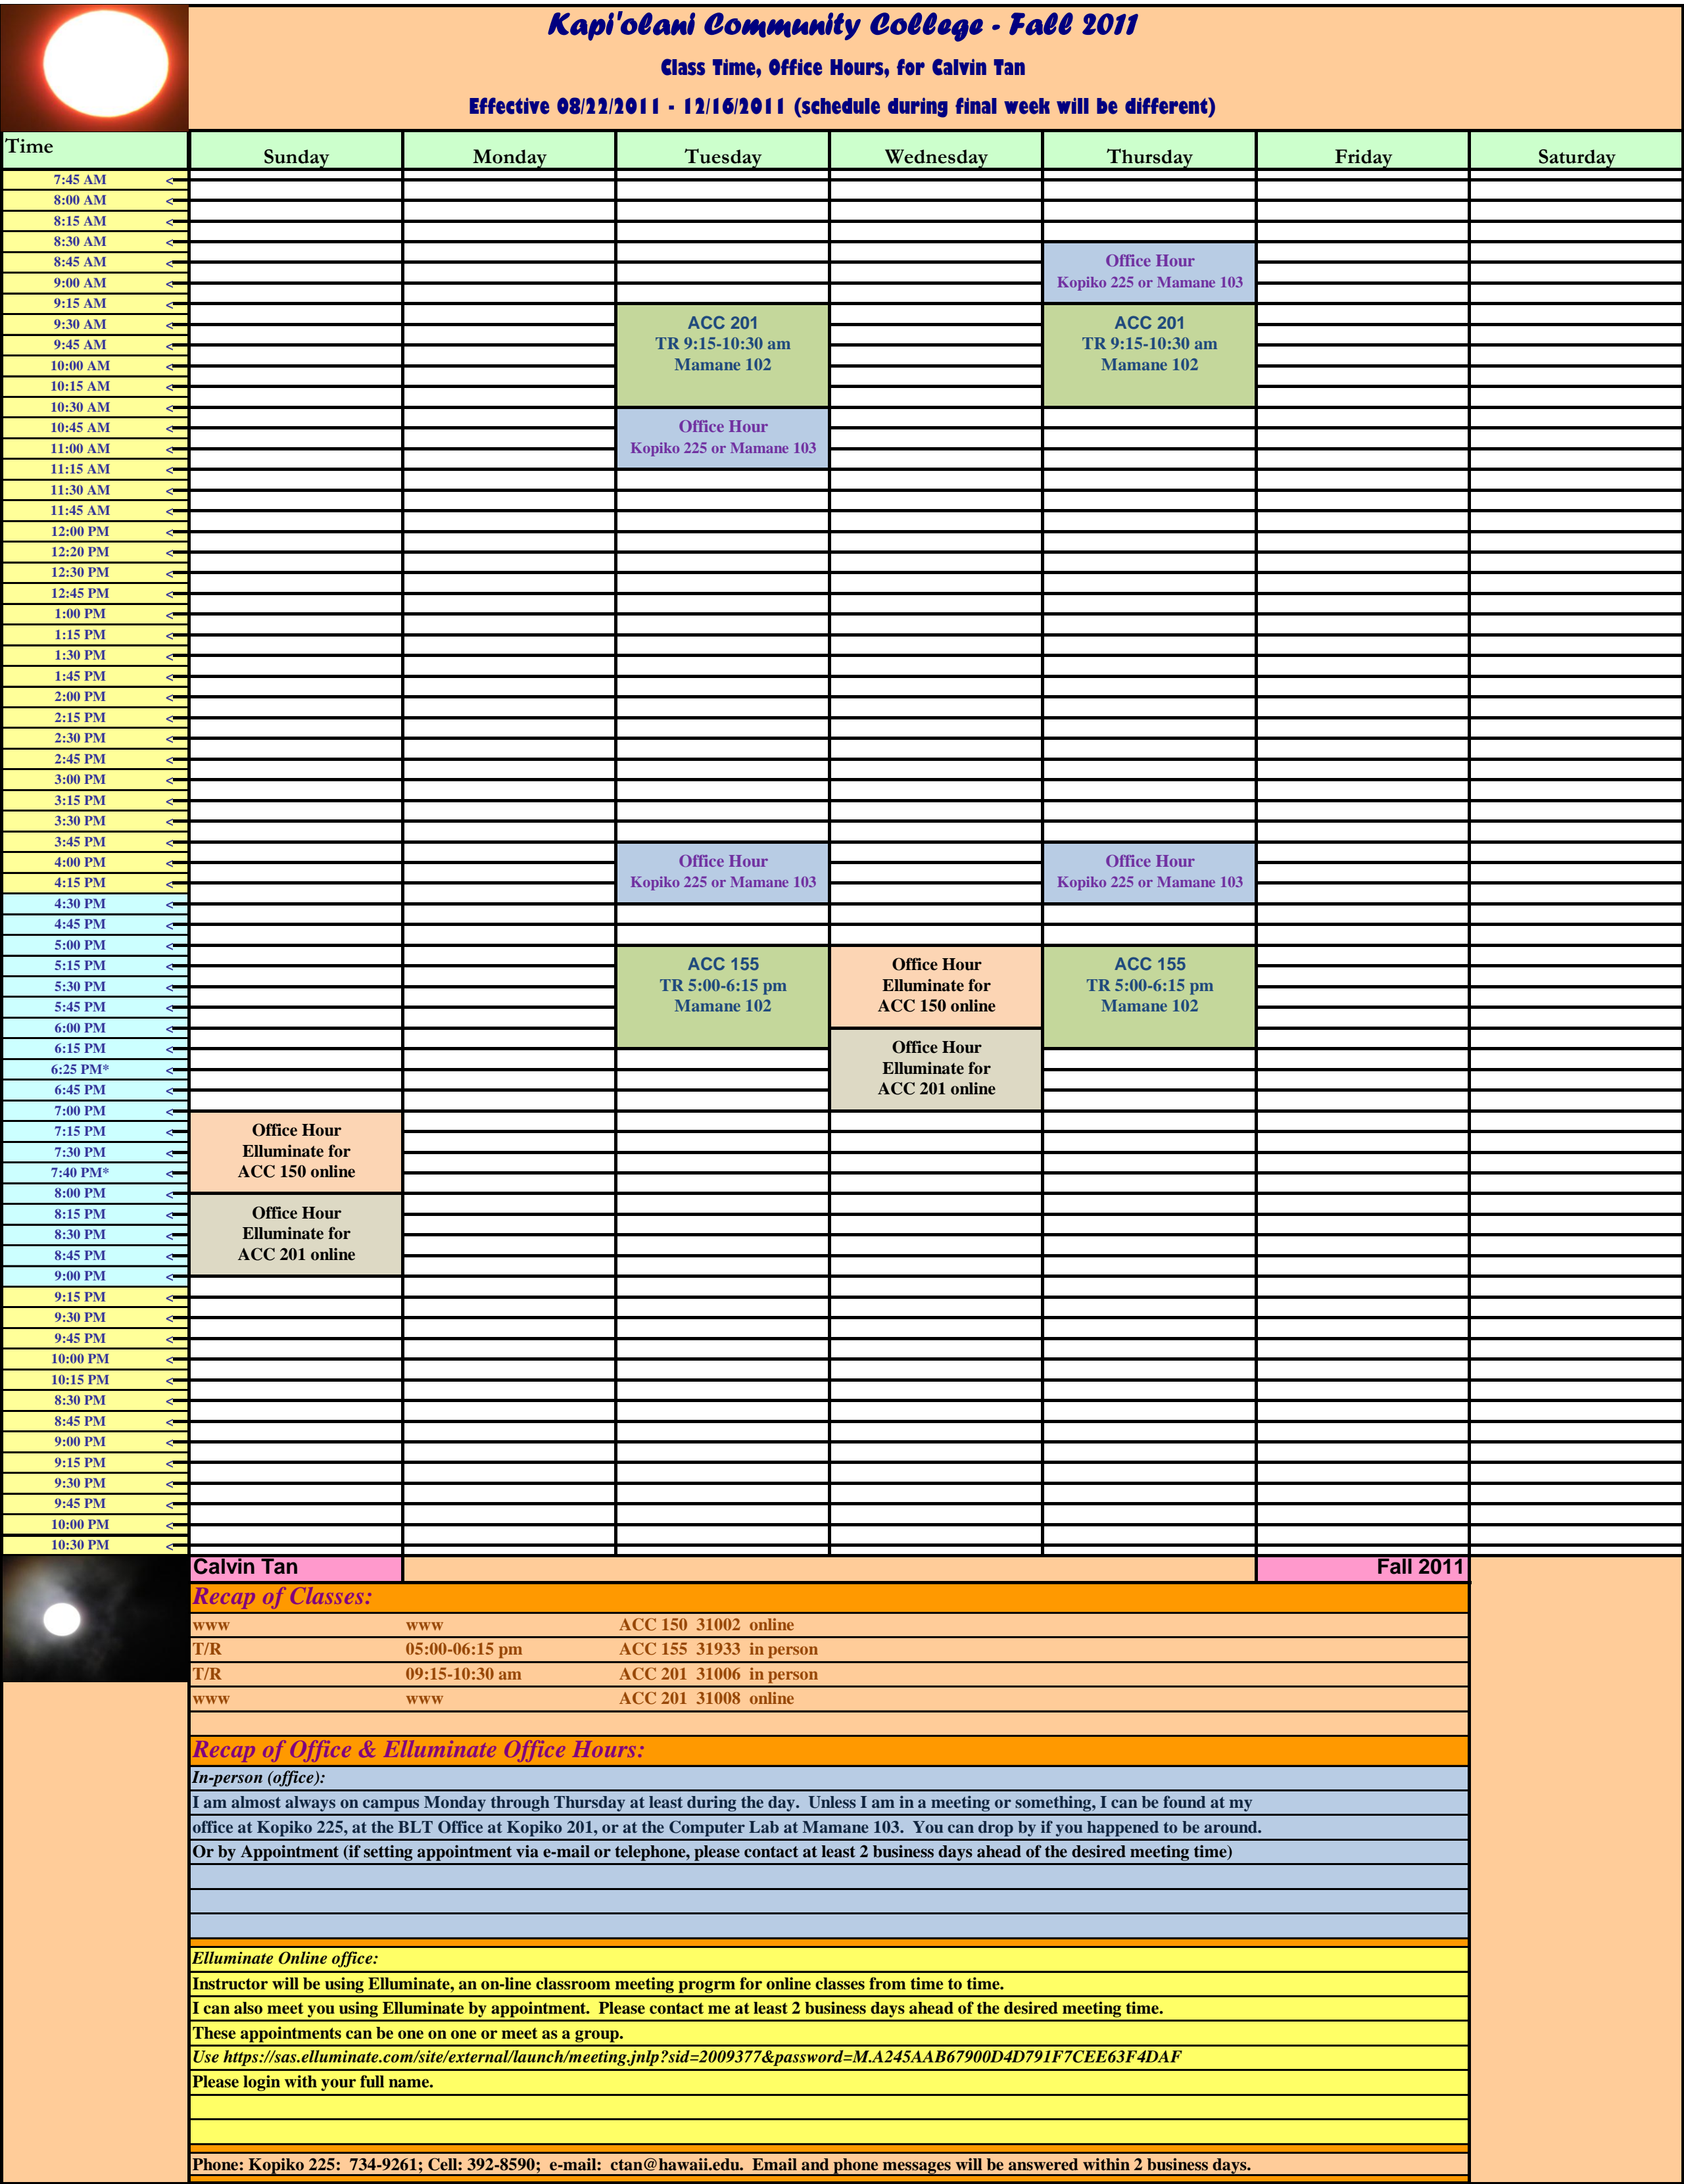 Kapi'olani Community College - Fall 2011
Class Time, Office Hours, for Calvin Tan
Effective 08/22/2011 - 12/16/2011 (schedule during final week will be different)
Time Sunday Monday Tuesday Wednesday Thursday Friday Saturday
7:45 AM <
8:00 AM <
8:15 AM <
8:30 AM <
8:45 AM < Office Hour
9:00 AM < Kopiko 225 or Mamane 103
9:15 AM <
9:30 AM < ACC 201 ACC 201
9:45 AM < TR 9:15-10:30 am TR 9:15-10:30 am
10:00 AM < Mamane 102 Mamane 102
10:15 AM <
10:30 AM <
10:45 AM < Office Hour
11:00 AM < Kopiko 225 or Mamane 103
11:15 AM <
11:30 AM <
11:45 AM <
12:00 PM <
12:20 PM <
12:30 PM <
12:45 PM <
1:00 PM <
1:15 PM <
1:30 PM <
1:45 PM <
2:00 PM <
2:15 PM <
2:30 PM <
2:45 PM <
3:00 PM <
3:15 PM <
3:30 PM <
3:45 PM <
4:00 PM < Office Hour Office Hour
4:15 PM < Kopiko 225 or Mamane 103 Kopiko 225 or Mamane 103
4:30 PM <
4:45 PM <
5:00 PM <
5:15 PM < ACC 155 Office Hour ACC 155
5:30 PM < TR 5:00-6:15 pm Elluminate for TR 5:00-6:15 pm
5:45 PM < Mamane 102 ACC 150 online Mamane 102
6:00 PM <
6:15 PM < Office Hour
6:25 PM* < Elluminate for
6:45 PM < ACC 201 online
7:00 PM <
7:15 PM < Office Hour
7:30 PM < Elluminate for
7:40 PM* < ACC 150 online
8:00 PM <
8:15 PM < Office Hour
8:30 PM < Elluminate for
8:45 PM < ACC 201 online
9:00 PM <
9:15 PM <
9:30 PM <
9:45 PM <
10:00 PM <
10:15 PM <
8:30 PM <
8:45 PM <
9:00 PM <
9:15 PM <
9:30 PM <
9:45 PM <
10:00 PM <
10:30 PM <
Calvin Tan Fall 2011
Recap of Classes:
www www ACC 150 31002 online
T/R 05:00-06:15 pm ACC 155 31933 in person
T/R 09:15-10:30 am ACC 201 31006 in person
www www ACC 201 31008 online
Recap of Office & Elluminate Office Hours:
In-person (office):
I am almost always on campus Monday through Thursday at least during the day. Unless I am in a meeting or something, I can be found at my
office at Kopiko 225, at the BLT Office at Kopiko 201, or at the Computer Lab at Mamane 103. You can drop by if you happened to be around.
Or by Appointment (if setting appointment via e-mail or telephone, please contact at least 2 business days ahead of the desired meeting time)
Elluminate Online office:
Instructor will be using Elluminate, an on-line classroom meeting progrm for online classes from time to time.
I can also meet you using Elluminate by appointment. Please contact me at least 2 business days ahead of the desired meeting time.
These appointments can be one on one or meet as a group.
Use https://sas.elluminate.com/site/external/launch/meeting.jnlp?sid=2009377&password=M.A245AAB67900D4D791F7CEE63F4DAF
Please login with your full name.
Phone: Kopiko 225: 734-9261; Cell: 392-8590; e-mail: ctan@hawaii.edu. Email and phone messages will be answered within 2 business days.